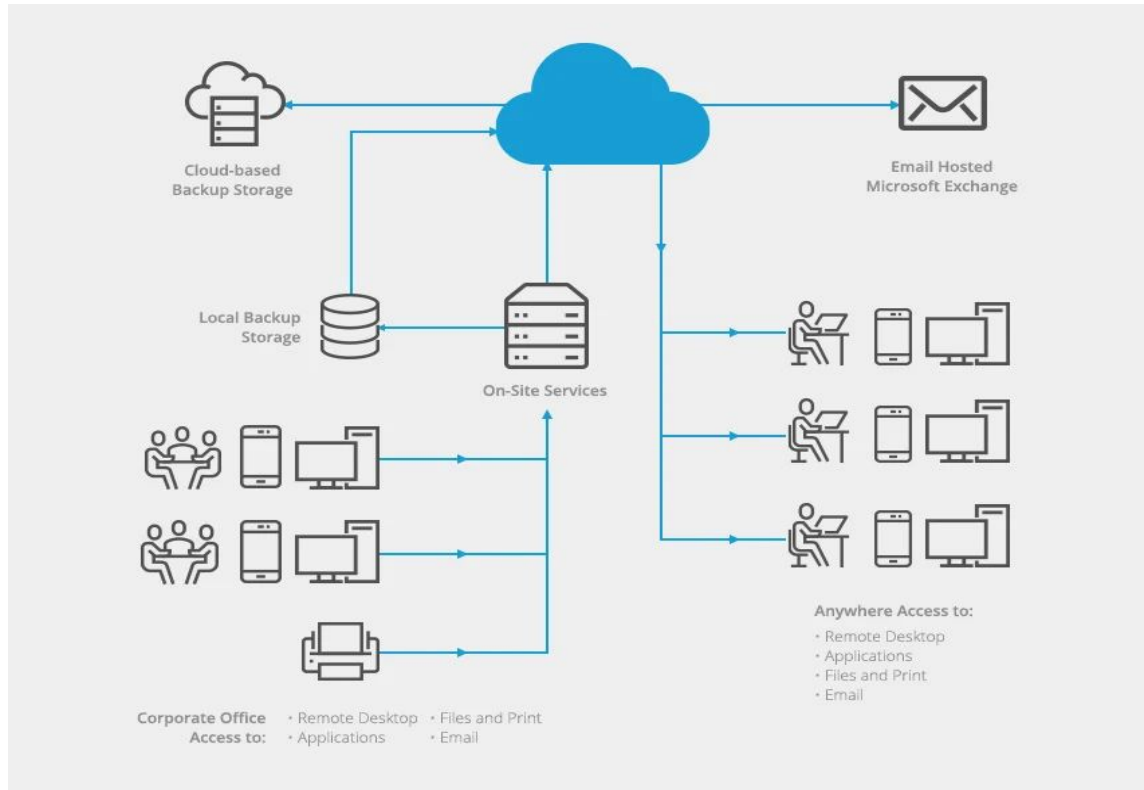 Cloud-based
Backup Storage
Email Hosted
Microsoft Exchange
Local Backup
Storage
On-Site Services
Anywhere Access to:
• Remote Desktop
• Applications
• Files and Print
• Email
Corporate Office • Remote Desktop • Files and Print
Access to: • Applications • Email